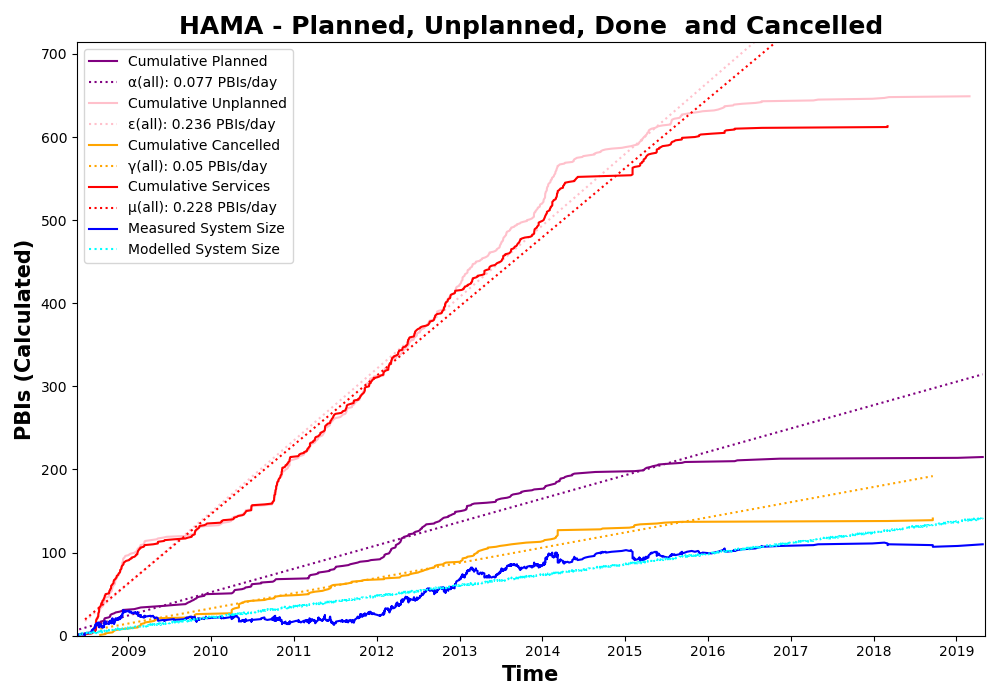 HAMA - Planned, Unplanned, Done  and Cancelled
PBIs (Calculated)
700
600
500
400
300
200
100
0
Cumulative Planned
α(all): 0.077 PBIs/day
Cumulative Unplanned
ε(all): 0.236 PBIs/day
Cumulative Cancelled
γ(all): 0.05 PBIs/day
Cumulative Services
μ(all): 0.228 PBIs/day
Measured System Size
Modelled System Size
2009 2010 2011 2012 2013 2014 2015 2016 2017 2018 2019
Time